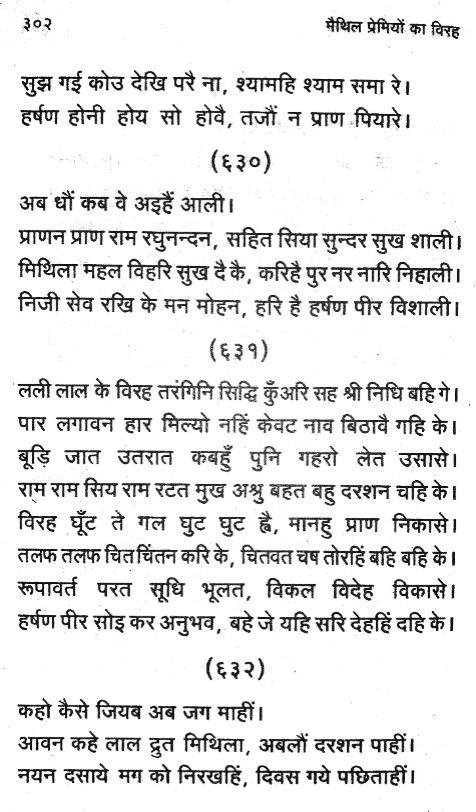 ३०२ मैथिल प्रेमियों का विरह
सुझ गई कोउ देखि परै ना, श्यामहि श्याम समा रे।
हर्षण होनी होय सो होवै, तजौं न प्राण पियारे।
(६३०)
अब धौं कब वे अइहैं आली।
प्राणन प्राण राम रघुनन्दन, सहित सिया सुन्दर सुख शाली।
मिथिला महल विहरि सुख दै कै, करिहै पुर नर नारि निहाली।
निजी सेव रखि के मन मोहन, हरि है हर्षण पीर विशाली।
(६३१)
लली लाल के विरह तरंगिनि सिद्धि कुँअरि सह श्री निधि बहि गे।
पार लगावन हार मिल्यो नहिं केवट नाव बिठावै गहि के।
बूड़ि जात उतरात कबहुँ पुनि गहरो लेत उसासे।
राम राम सिय राम रटत मुख अश्रु बहत बहु दरशन चहि के।
विरह घूँट ते गल घुट घुट ह्वै, मानहु प्राण निकासे।
तलफ तलफ चित चिंतन करि के, चितवत चष तोरहिं बहि बहि के।
रूपावर्त परत सूधि भूलत, विकल विदेह विकासे।
हर्षण पीर सोइ कर अनुभव, बहे जे यहि सरि देहहिं दहि के।
(६३२)
कहो कैसे जियब अब जग माहीं।
आवन कहे लाल द्रुत मिथिला, अबलौं दरशन पाहीं।
नयन दसाये मग को निरखहिं, दिवस गये पछिताहीं।